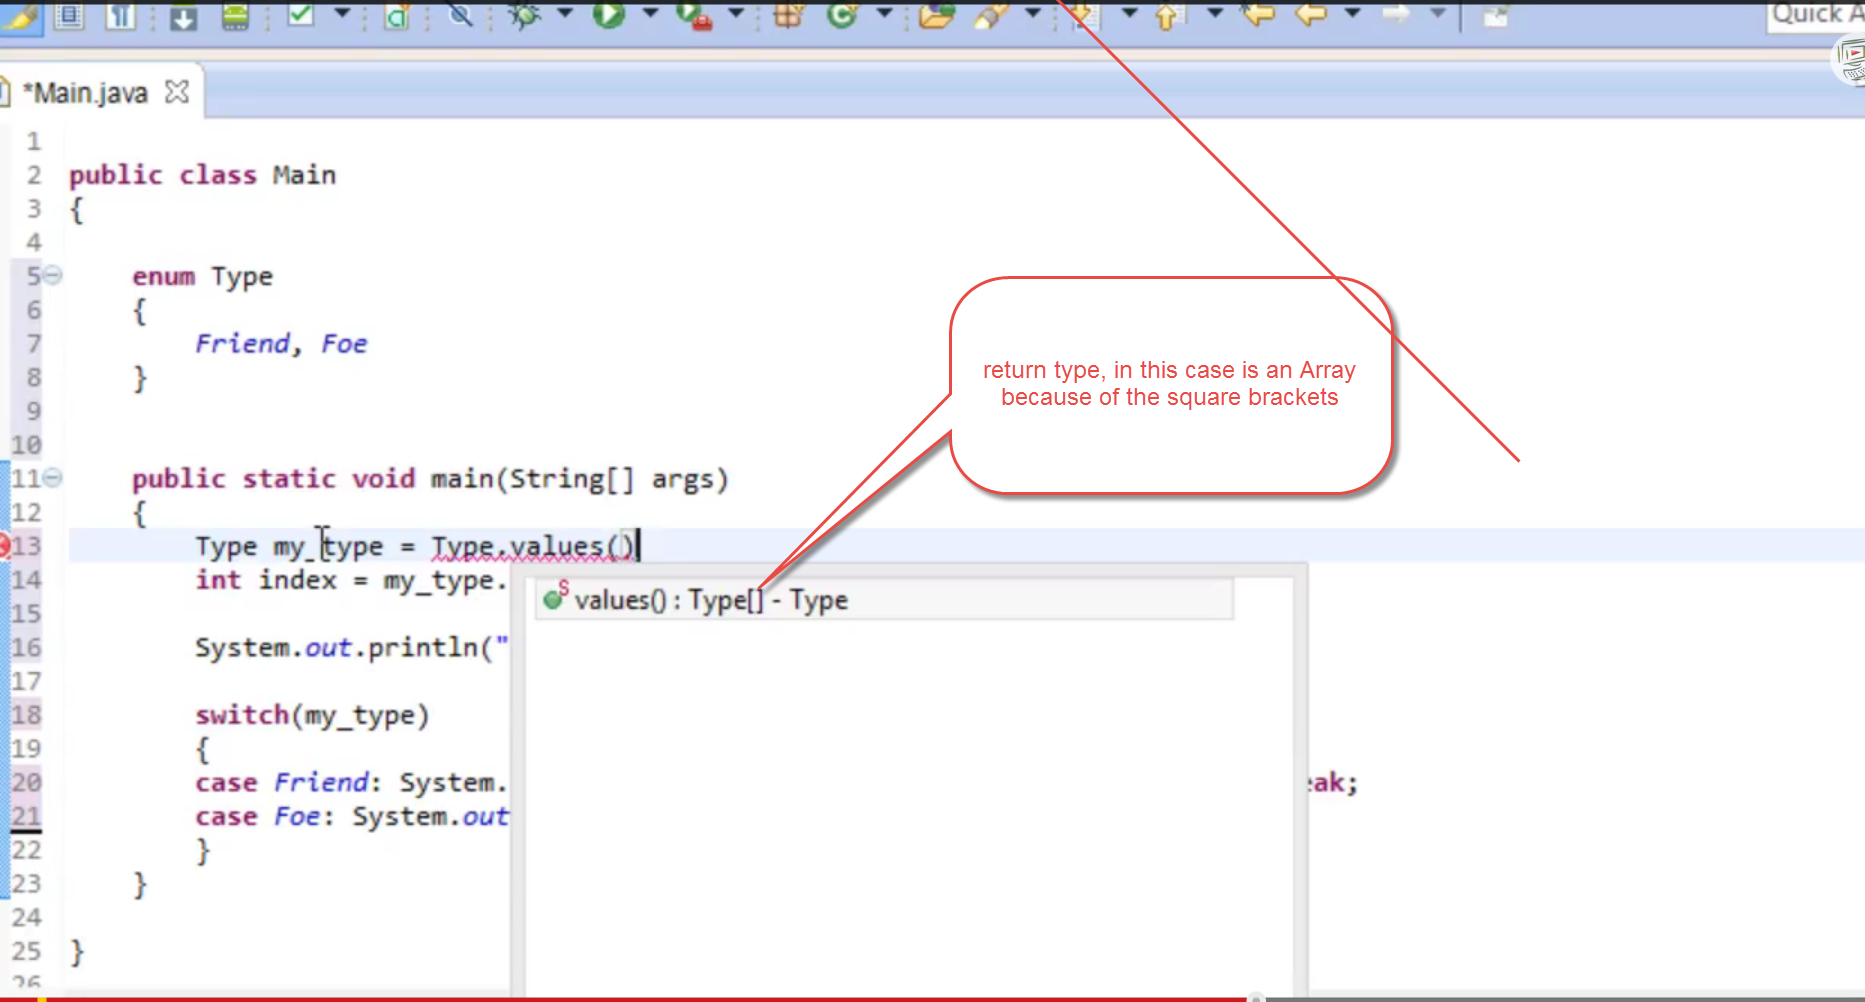 Quick A
*Main.java
1
2 public class Main
3 {
4
5 enum Type
6 {
7 Friend, Foe
8 }
9
10
return type, in this case is an Array
because of the square brackets
11 public static void main(String[] args)
12 {
13 Type my_type = Type.values()
14 int index = my_type.
values() : Type[] - Type
15
16 System.out.println("
17
18 switch(my_type)
19 {
20 case Friend: System. eak;
21 case Foe: System.out
22 }
23 }
24
25 }
26